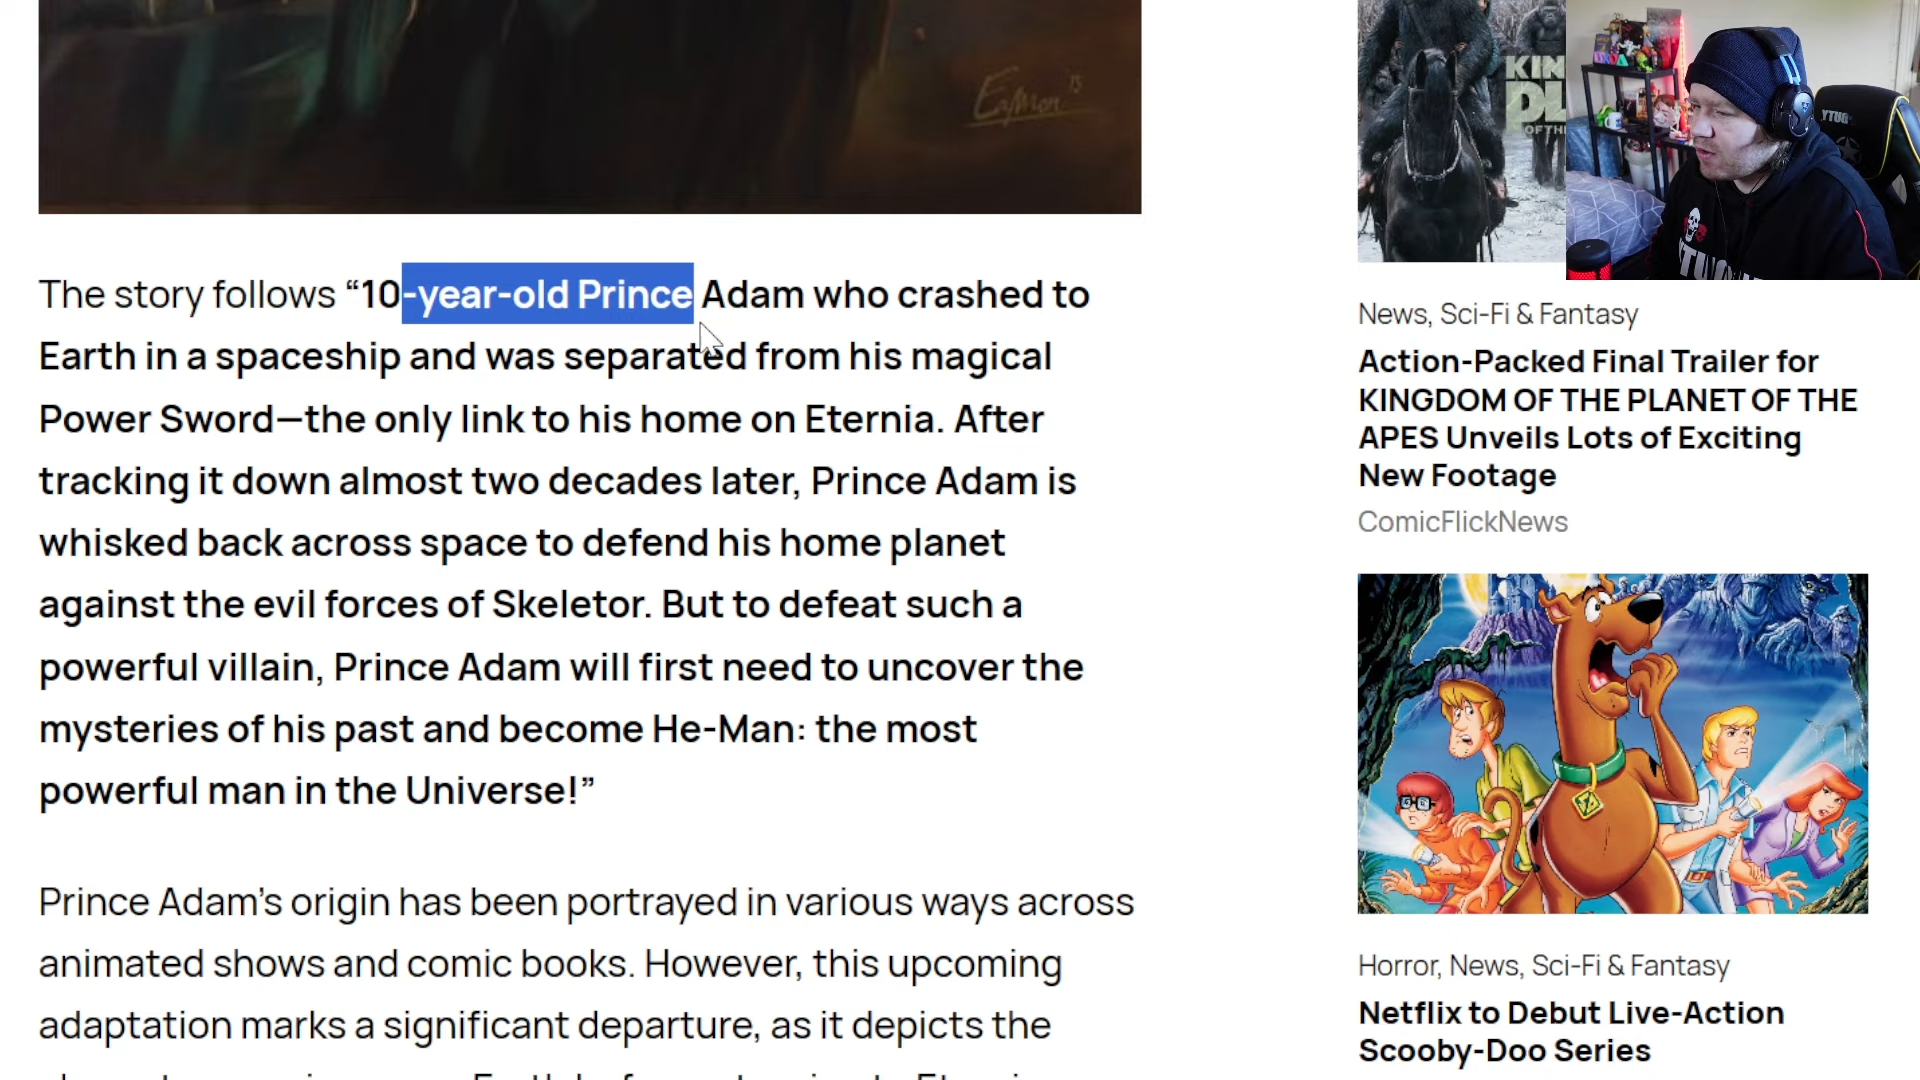 Eamon '15
The story follows “10-year-old Prince Adam who crashed to
Earth in a spaceship and was separated from his magical
Power Sword—the only link to his home on Eternia. After
tracking it down almost two decades later, Prince Adam is
whisked back across space to defend his home planet
against the evil forces of Skeletor. But to defeat such a
powerful villain, Prince Adam will first need to uncover the
mysteries of his past and become He-Man: the most
powerful man in the Universe!”
Prince Adam’s origin has been portrayed in various ways across
animated shows and comic books. However, this upcoming
adaptation marks a significant departure, as it depicts the
KIN
OF THE
YTUG
News, Sci-Fi & Fantasy
Action-Packed Final Trailer for
KINGDOM OF THE PLANET OF THE
APES Unveils Lots of Exciting
New Footage
ComicFlickNews
Horror, News, Sci-Fi & Fantasy
Netflix to Debut Live-Action
Scooby-Doo Series